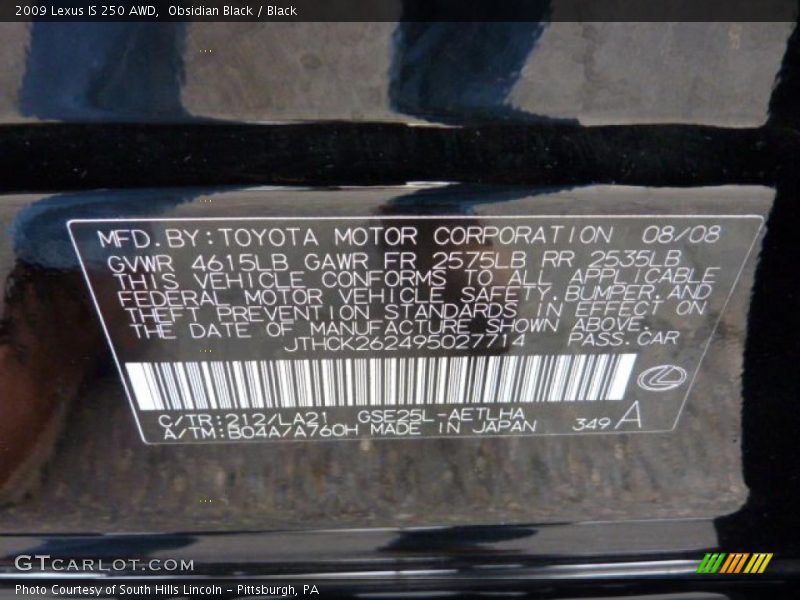 2009 Lexus IS 250 AWD, Obsidian Black / Black
MFD.BY:TOYOTA MOTOR CORPORATION 08/08
GVWR 4615LB GAWR FR 2575LB RR 2535LB
THIS VEHICLE CONFORMS TO ALL APPLICABLE
FEDERAL MOTOR VEHICLE SAFETY,BUMPER,AND
THEFT PREVENTION STANDARDS IN EFFECT ON
THE DATE OF MANUFACTURE SHOWN ABOVE.
JTHCK262495027714 PASS.CAR
C/TR:212/LA21 GSE25L-AETLHA
A/TM:B04A/A760H MADE IN JAPAN 349 A
GTCARLOT.COM
Photo Courtesy of South Hills Lincoln - Pittsburgh, PA